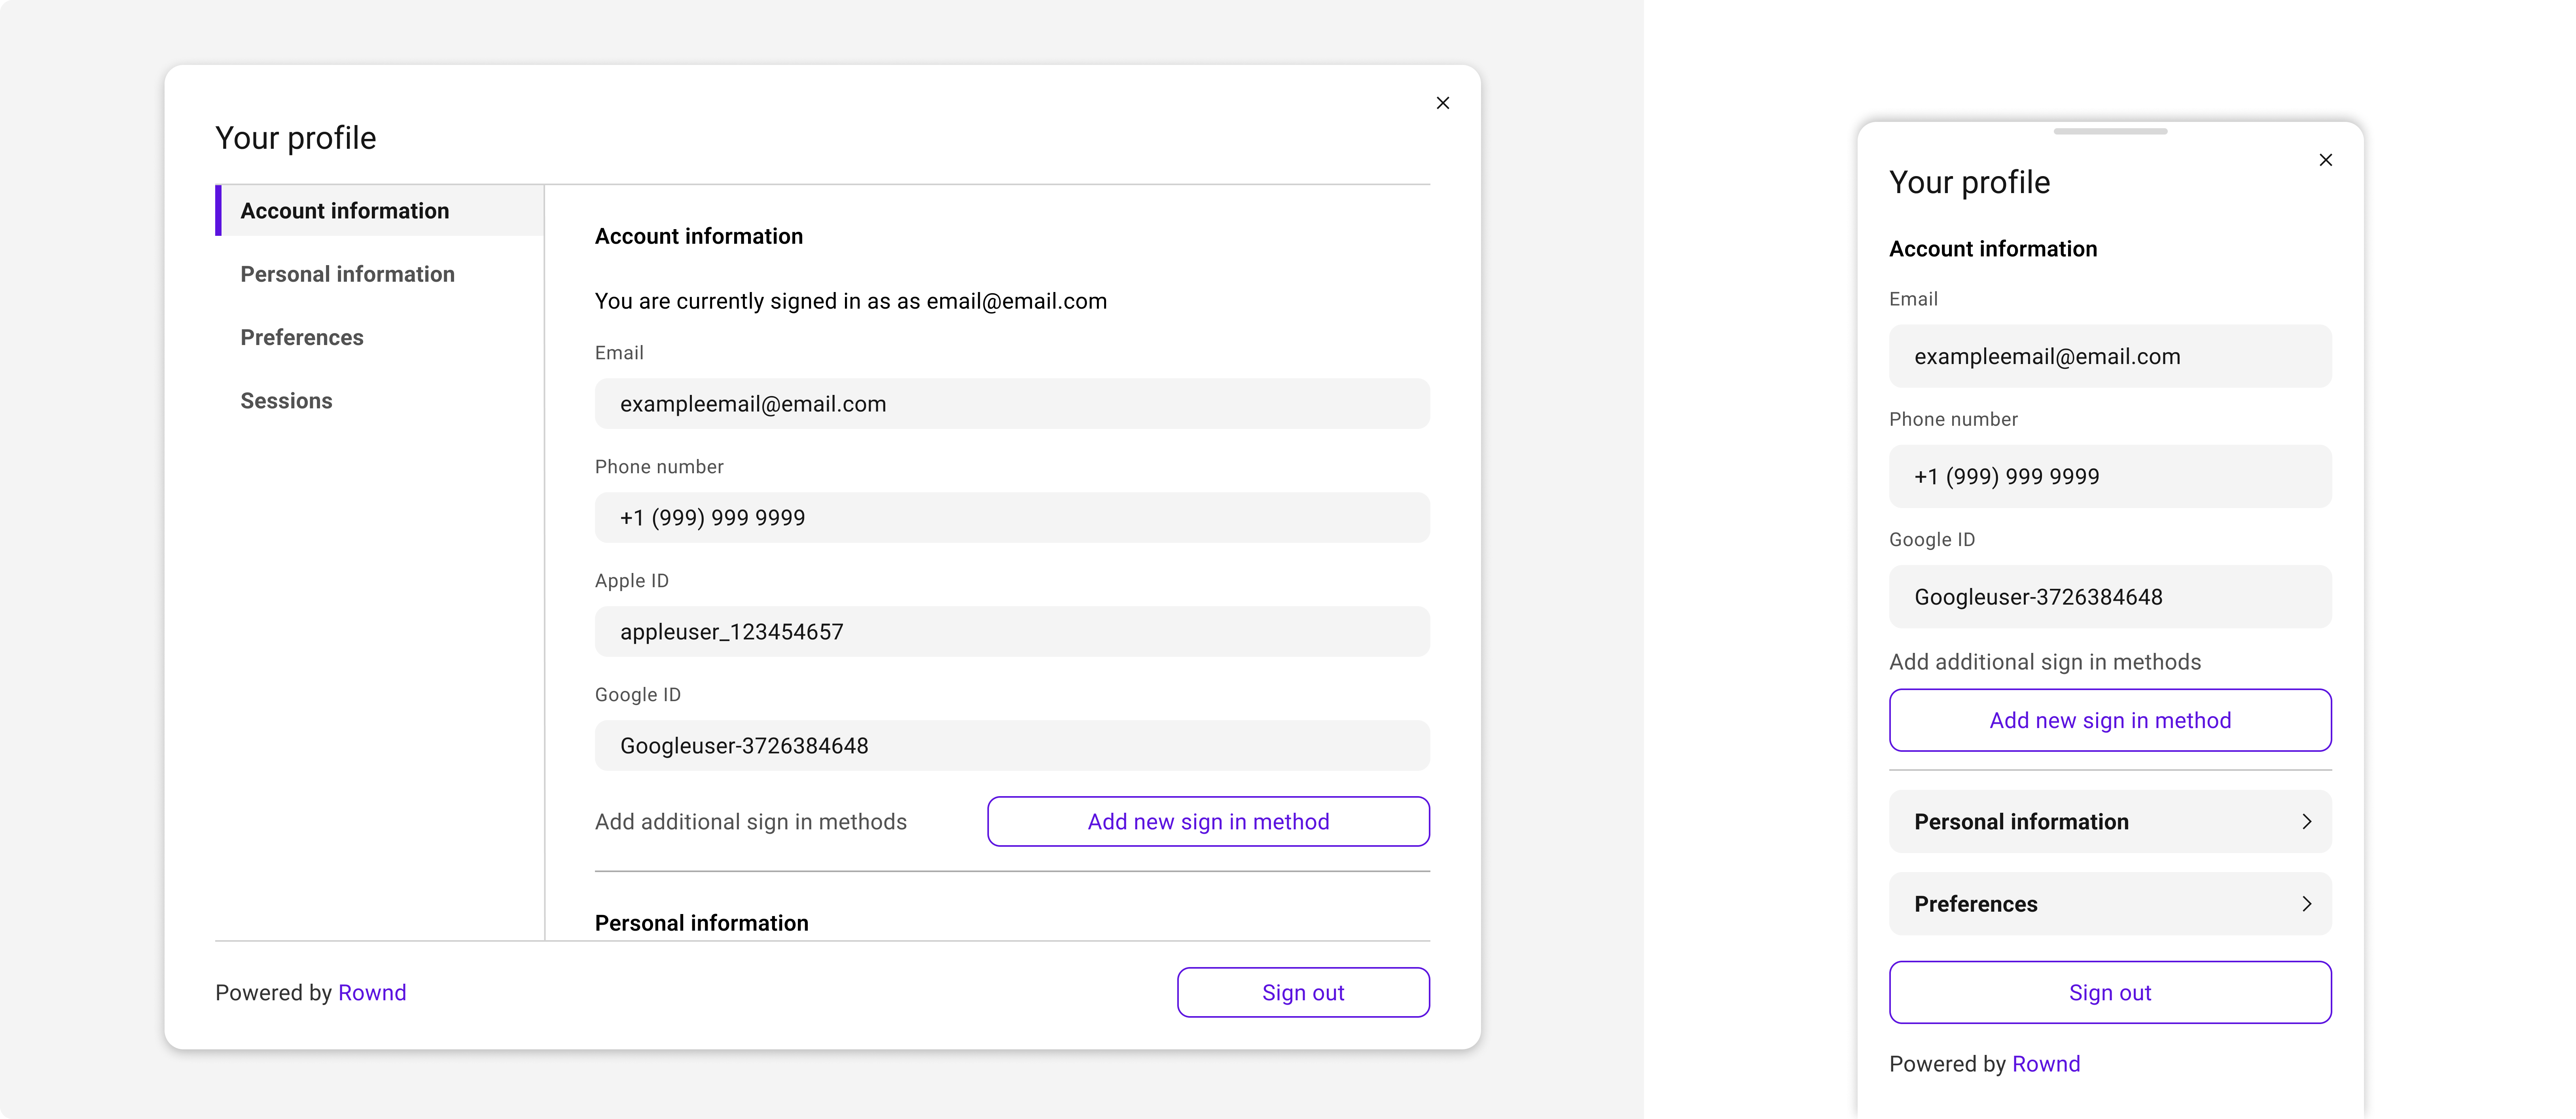 Your profile
Account information
Personal information
Preferences
Sessions
Account information
You are currently signed in as as email@email.com
Email
exampleemail@email.com
Phone number
+1 (999) 999 9999
Apple ID
appleuser_123454657
Google ID
Googleuser-3726384648
Add additional sign in methods
Add new sign in method
Personal information
Powered by Rownd
Sign out
Your profile
Account information
Email
exampleemail@email.com
Phone number
+1 (999) 999 9999
Google ID
Googleuser-3726384648
Add additional sign in methods
Add new sign in method
Personal information
Preferences
Sign out
Powered by Rownd